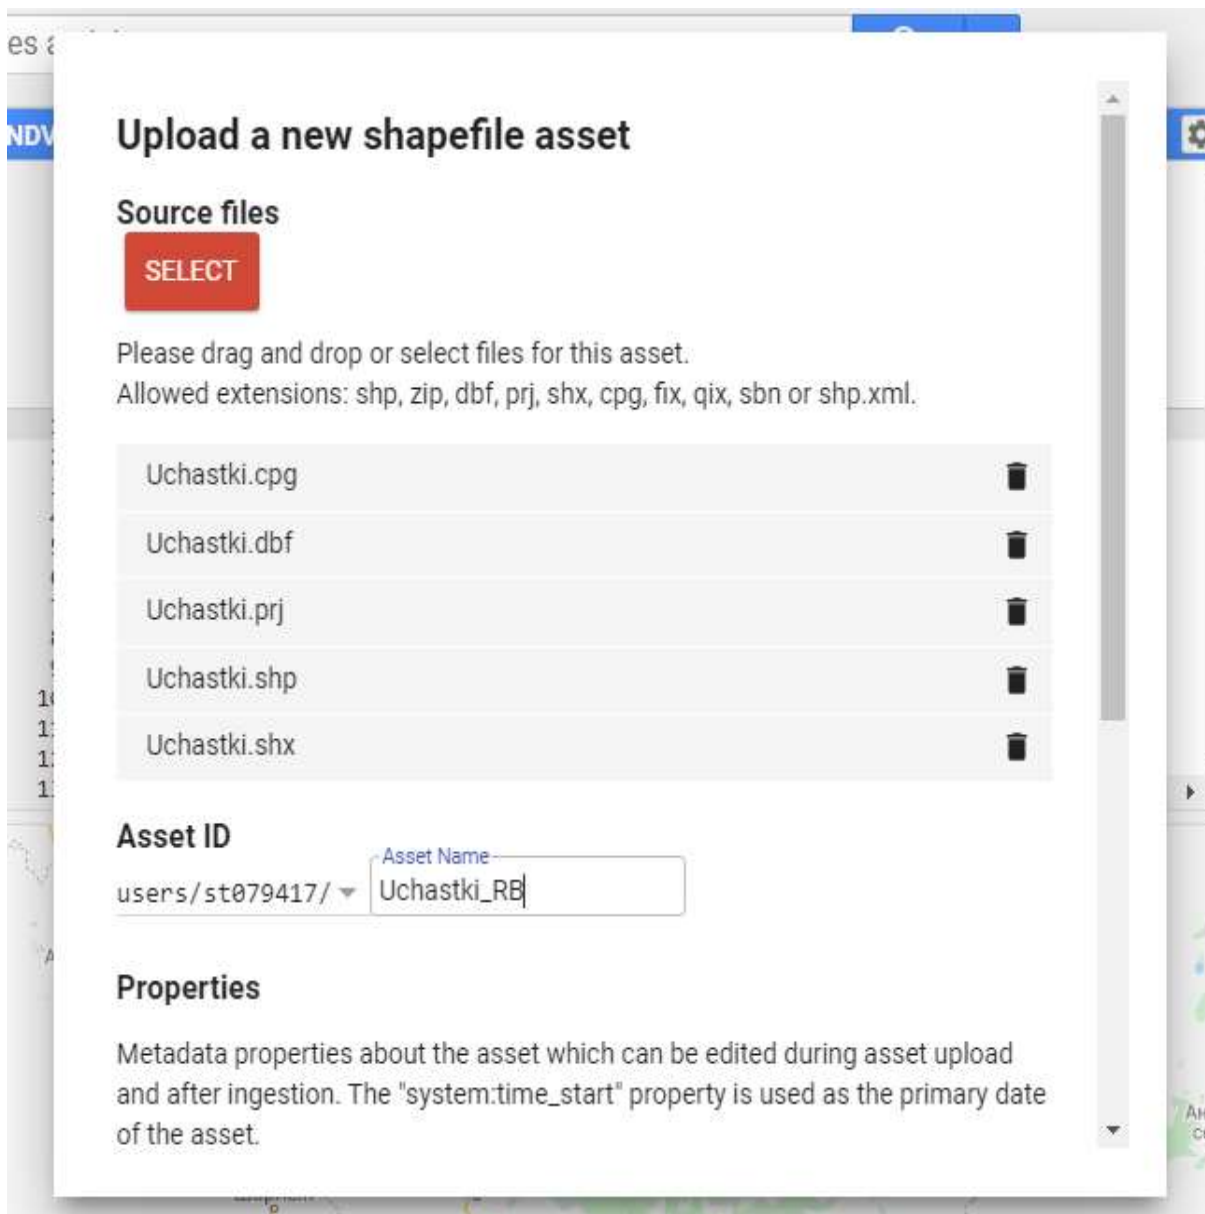 es a
NDV
Upload a new shapefile asset
Source files
SELECT
Please drag and drop or select files for this asset.
Allowed extensions: shp, zip, dbf, prj, shx, cpg, fix, qix, sbn or shp.xml.
Uchastki.cpg
Uchastki.dbf
Uchastki.prj
Uchastki.shp
Uchastki.shx
Asset ID
Asset Name
users/st079417/ Uchastki_RB
Properties
Metadata properties about the asset which can be edited during asset upload
and after ingestion. The "system:time_start" property is used as the primary date
of the asset.